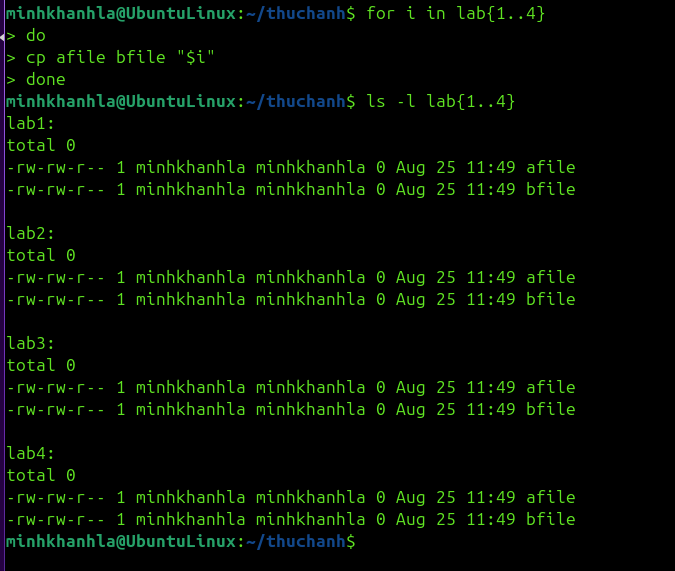 minhkhanhla@UbuntuLinux:~/thuchanh$ for i in lab{1..4}
> do
> cp afile bfile "$i"
> done
minhkhanhla@UbuntuLinux:~/thuchanh$ ls -l lab{1..4}
lab1:
total 0
-rw-rw-r-- 1 minhkhanhla minhkhanhla 0 Aug 25 11:49 afile
-rw-rw-r-- 1 minhkhanhla minhkhanhla 0 Aug 25 11:49 bfile

lab2:
total 0
-rw-rw-r-- 1 minhkhanhla minhkhanhla 0 Aug 25 11:49 afile
-rw-rw-r-- 1 minhkhanhla minhkhanhla 0 Aug 25 11:49 bfile

lab3:
total 0
-rw-rw-r-- 1 minhkhanhla minhkhanhla 0 Aug 25 11:49 afile
-rw-rw-r-- 1 minhkhanhla minhkhanhla 0 Aug 25 11:49 bfile

lab4:
total 0
-rw-rw-r-- 1 minhkhanhla minhkhanhla 0 Aug 25 11:49 afile
-rw-rw-r-- 1 minhkhanhla minhkhanhla 0 Aug 25 11:49 bfile
minhkhanhla@UbuntuLinux:~/thuchanh$